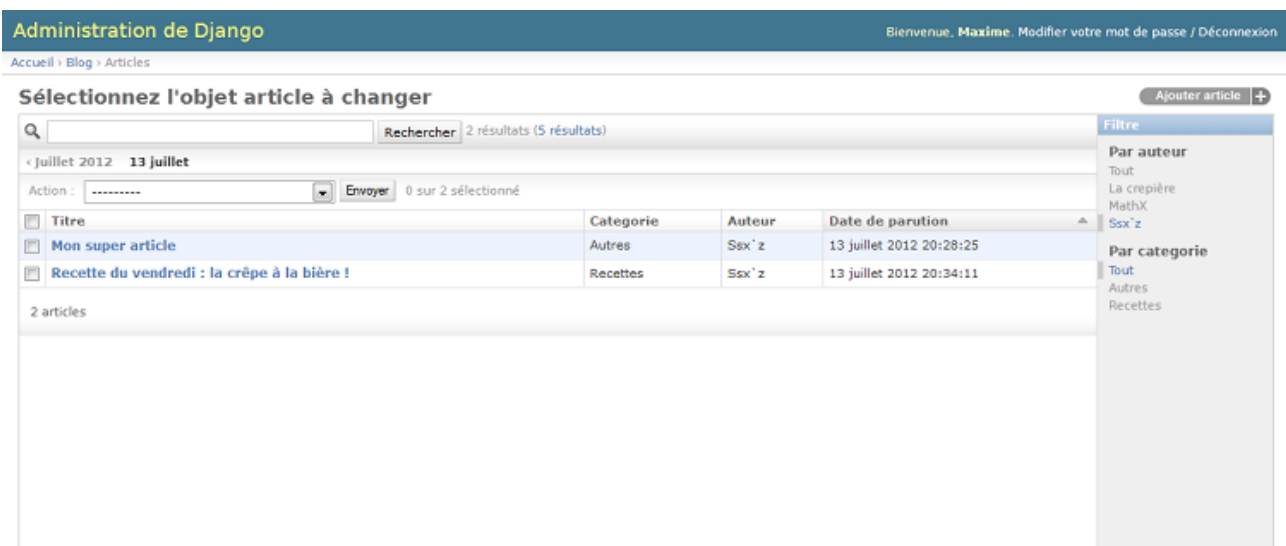 Administration de Django
Bienvenue, Maxime. Modifier votre mot de passe / Déconnexion
Accueil › Blog › Articles
Sélectionnez l'objet article à changer
Ajouter article +
Rechercher 2 résultats (5 résultats)
‹ Juillet 2012 13 juillet
Action : --------- Envoyer 0 sur 2 sélectionné
Titre Categorie Auteur Date de parution
Mon super article Autres Ssx`z 13 juillet 2012 20:28:25
Recette du vendredi : la crêpe à la bière ! Recettes Ssx`z 13 juillet 2012 20:34:11
2 articles
Filtre
Par auteur
Tout
La crepière
MathX
Ssx`z
Par categorie
Tout
Autres
Recettes